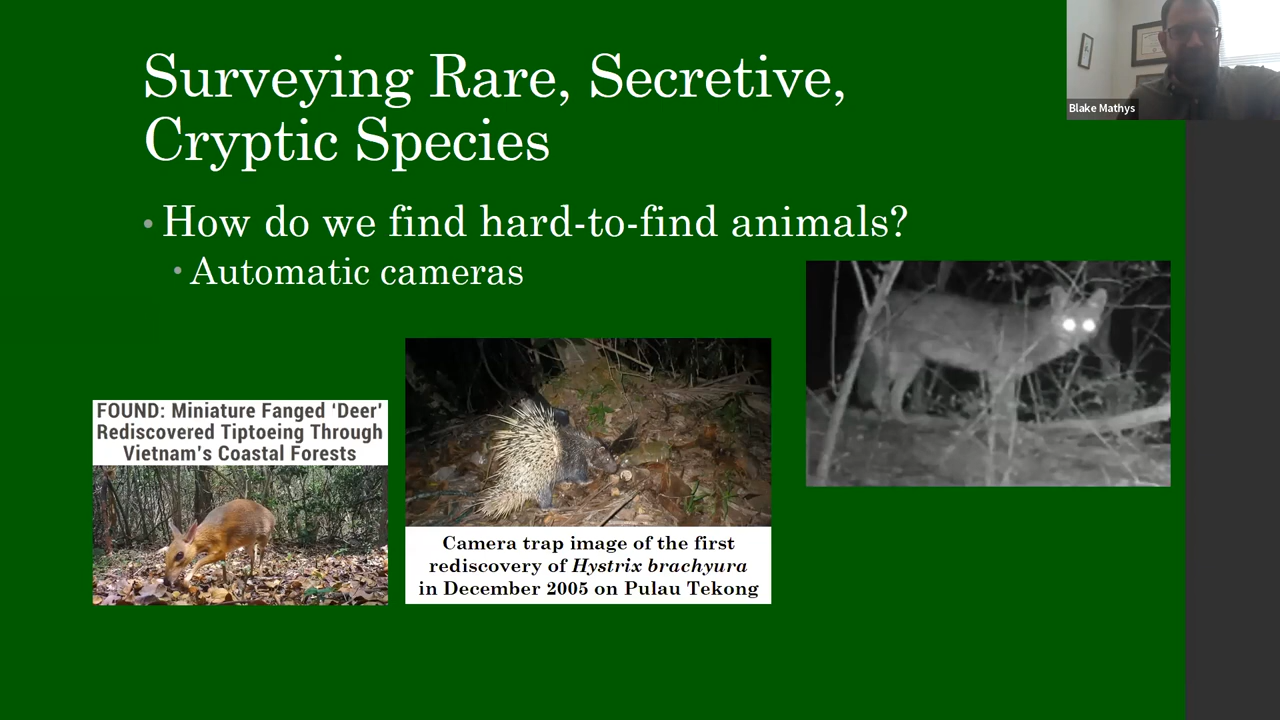 Surveying Rare, Secretive,
Cryptic Species
Blake Mathys
• How do we find hard-to-find animals?
• Automatic cameras
FOUND: Miniature Fanged ‘Deer’
Rediscovered Tiptoeing Through
Vietnam’s Coastal Forests
Camera trap image of the first
rediscovery of Hystrix brachyura
in December 2005 on Pulau Tekong